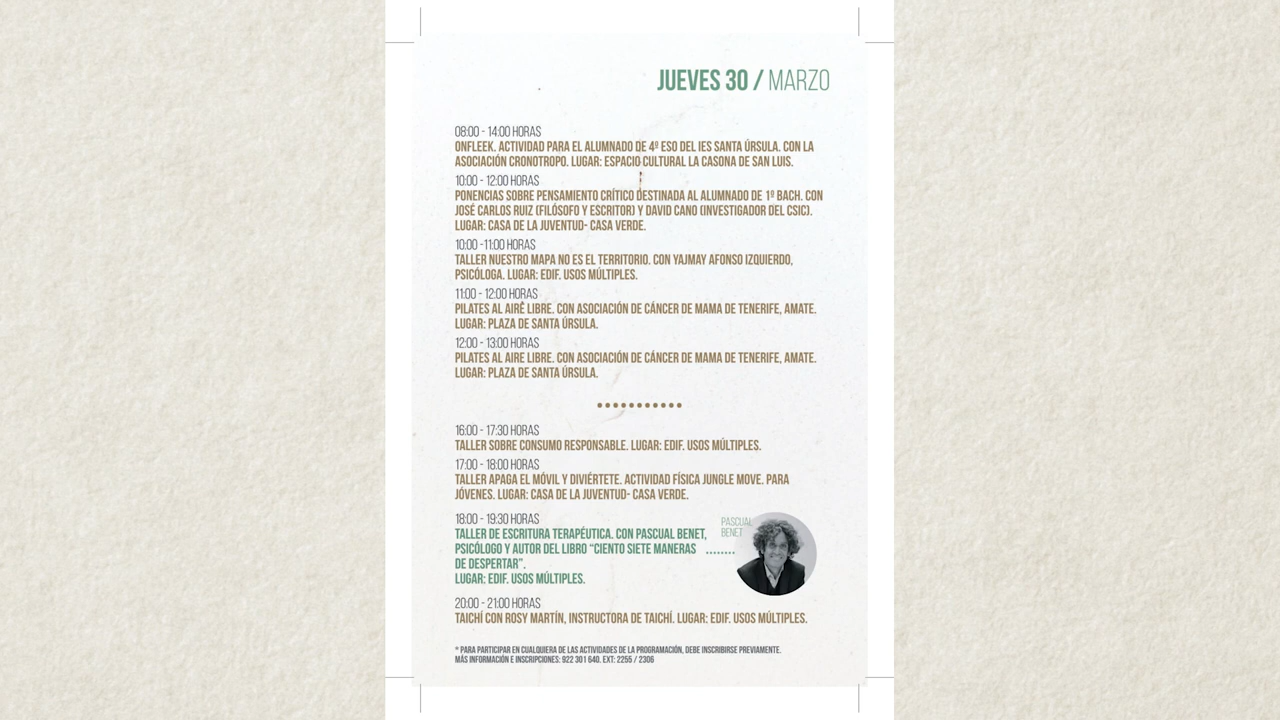 JUEVES 30 / MARZO
08:00 - 14:00 HORAS
ONFLEEK. ACTIVIDAD PARA EL ALUMNADO DE 4º ESO DEL IES SANTA ÚRSULA. CON LA
ASOCIACIÓN CRONOTROPO. LUGAR: ESPACIO CULTURAL LA CASONA DE SAN LUIS.
10:00 - 12:00 HORAS
PONENCIAS SOBRE PENSAMIENTO CRÍTICO DESTINADA AL ALUMNADO DE 1º BACH. CON
JOSÉ CARLOS RUIZ (FILÓSOFO Y ESCRITOR) Y DAVID CANO (INVESTIGADOR DEL CSIC).
LUGAR: CASA DE LA JUVENTUD- CASA VERDE.
10:00 -11:00 HORAS
TALLER NUESTRO MAPA NO ES EL TERRITORIO. CON YAJMAY AFONSO IZQUIERDO,
PSICÓLOGA. LUGAR: EDIF. USOS MÚLTIPLES.
11:00 - 12:00 HORAS
PILATES AL AIRE LIBRE. CON ASOCIACIÓN DE CÁNCER DE MAMA DE TENERIFE, AMATE.
LUGAR: PLAZA DE SANTA ÚRSULA.
12:00 - 13:00 HORAS
PILATES AL AIRE LIBRE. CON ASOCIACIÓN DE CÁNCER DE MAMA DE TENERIFE, AMATE.
LUGAR: PLAZA DE SANTA ÚRSULA.
16:00 - 17:30 HORAS
TALLER SOBRE CONSUMO RESPONSABLE. LUGAR: EDIF. USOS MÚLTIPLES.
17:00 - 18:00 HORAS
TALLER APAGA EL MÓVIL Y DIVIÉRTETE. ACTIVIDAD FÍSICA JUNGLE MOVE. PARA
JÓVENES. LUGAR: CASA DE LA JUVENTUD- CASA VERDE.
18:00 - 19:30 HORAS
TALLER DE ESCRITURA TERAPÉUTICA. CON PASCUAL BENET,
PSICÓLOGO Y AUTOR DEL LIBRO “CIENTO SIETE MANERAS
DE DESPERTAR”.
LUGAR: EDIF. USOS MÚLTIPLES.
PASCUAL
BENET
20:00 - 21:00 HORAS
TAICHÍ CON ROSY MARTÍN, INSTRUCTORA DE TAICHÍ. LUGAR: EDIF. USOS MÚLTIPLES.
* PARA PARTICIPAR EN CUALQUIERA DE LAS ACTIVIDADES DE LA PROGRAMACIÓN, DEBE INSCRIBIRSE PREVIAMENTE.
MÁS INFORMACIÓN E INSCRIPCIONES: 922 301 640. EXT: 2255 / 2306